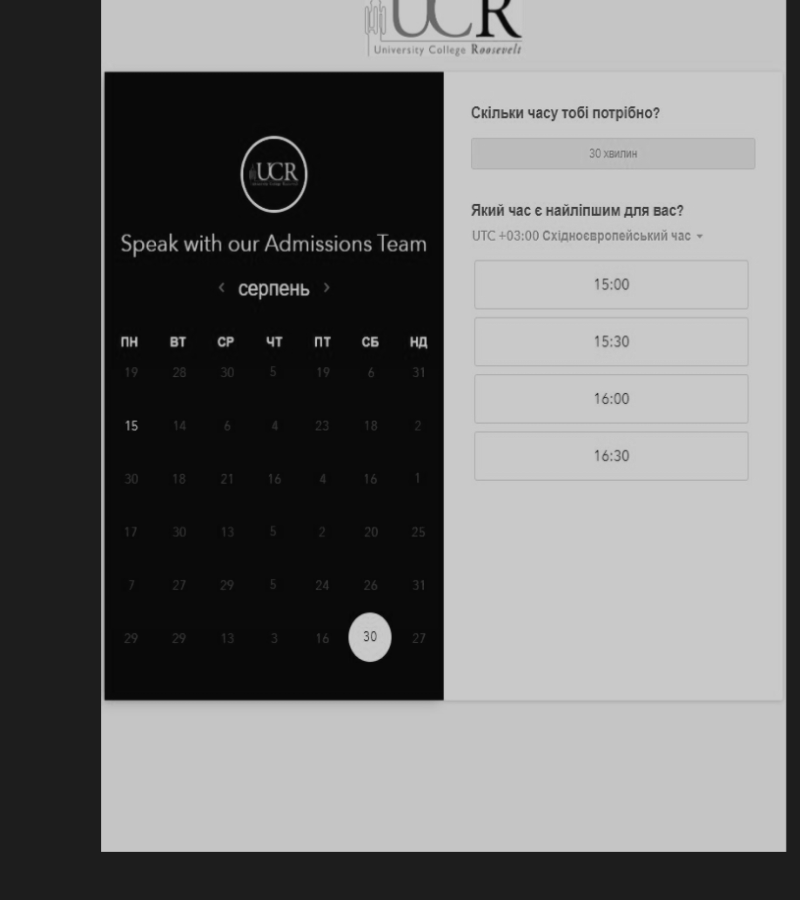 UCR
University College Roosevelt
UCR
Speak with our Admissions Team
< серпень >
ПН ВТ СР ЧТ ПТ СБ НД
19 28 30 5 19 6 31
15 14 6 4 23 18 2
30 18 21 16 4 16 1
17 30 13 5 2 20 25
7 27 29 5 24 26 31
29 29 13 3 16 30 27
Скільки часу тобі потрібно?
30 хвилин
Який час є найліпшим для вас?
UTC +03:00 Східноєвропейський час
15:00
15:30
16:00
16:30